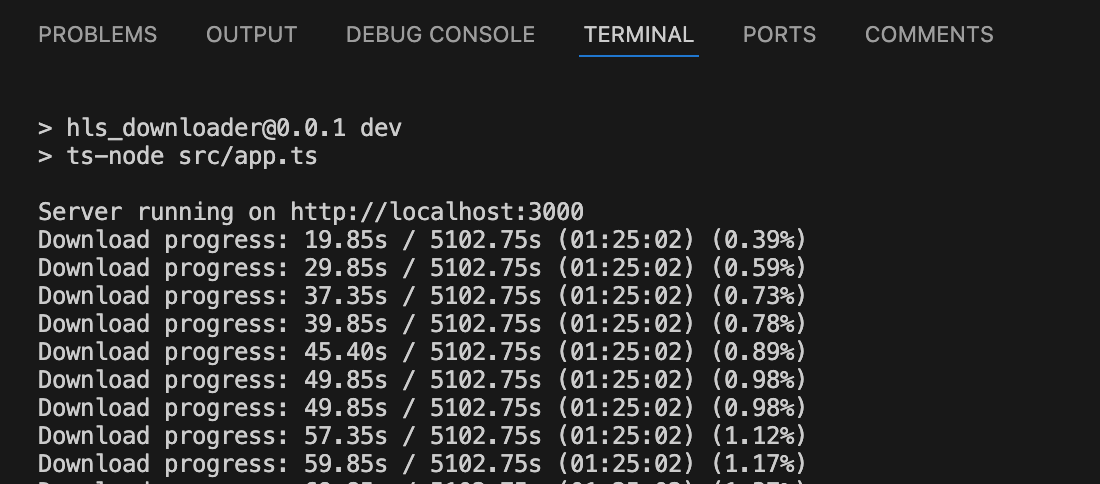 PROBLEMS OUTPUT DEBUG CONSOLE TERMINAL PORTS COMMENTS
> hls_downloader@0.0.1 dev
> ts-node src/app.ts
Server running on http://localhost:3000
Download progress: 19.85s / 5102.75s (01:25:02) (0.39%)
Download progress: 29.85s / 5102.75s (01:25:02) (0.59%)
Download progress: 37.35s / 5102.75s (01:25:02) (0.73%)
Download progress: 39.85s / 5102.75s (01:25:02) (0.78%)
Download progress: 45.40s / 5102.75s (01:25:02) (0.89%)
Download progress: 49.85s / 5102.75s (01:25:02) (0.98%)
Download progress: 49.85s / 5102.75s (01:25:02) (0.98%)
Download progress: 57.35s / 5102.75s (01:25:02) (1.12%)
Download progress: 59.85s / 5102.75s (01:25:02) (1.17%)